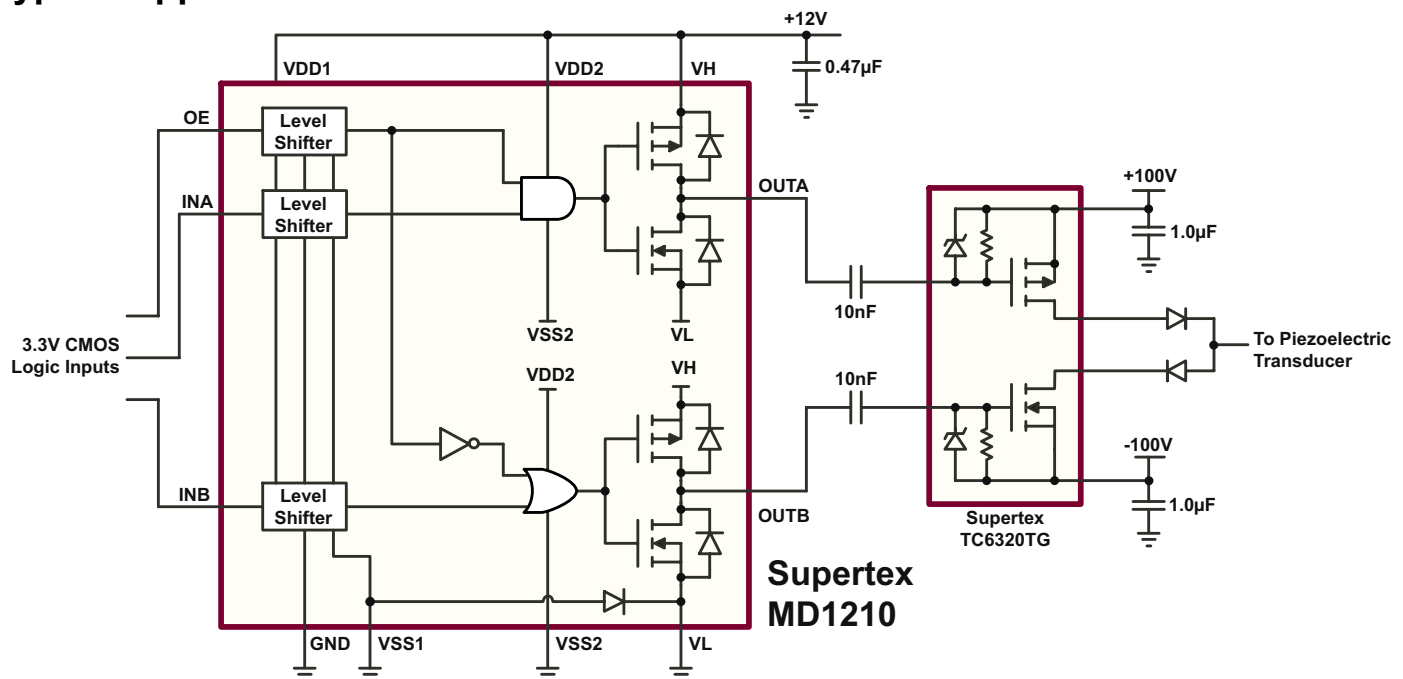 +12V
VDD1
VDD2
VH
0.47µF
OE
Level
Shifter
INA
Level
Shifter
OUTA
+100V
1.0µF
10nF
VSS2
VL
3.3V CMOS
Logic Inputs
To Piezoelectric
Transducer
VDD2
VH
10nF
-100V
INB
Level
Shifter
OUTB
1.0µF
Supertex
TC6320TG
Supertex
MD1210
GND
VSS1
VSS2
VL